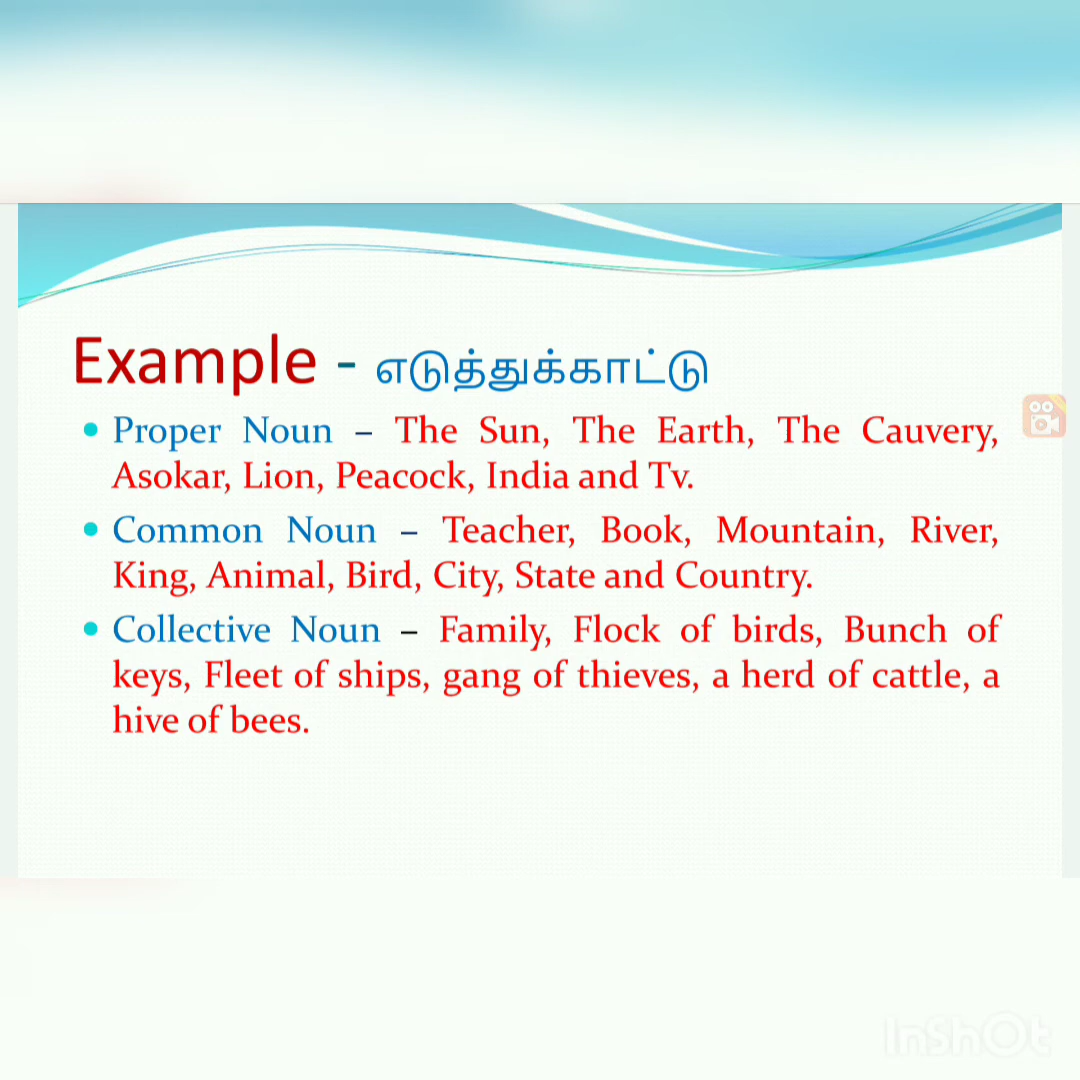 Example - எடுத்துக்காட்டு
• Proper Noun – The Sun, The Earth, The Cauvery,
Asokar, Lion, Peacock, India and Tv.
• Common Noun – Teacher, Book, Mountain, River,
King, Animal, Bird, City, State and Country.
• Collective Noun – Family, Flock of birds, Bunch of
keys, Fleet of ships, gang of thieves, a herd of cattle, a
hive of bees.
InShOt